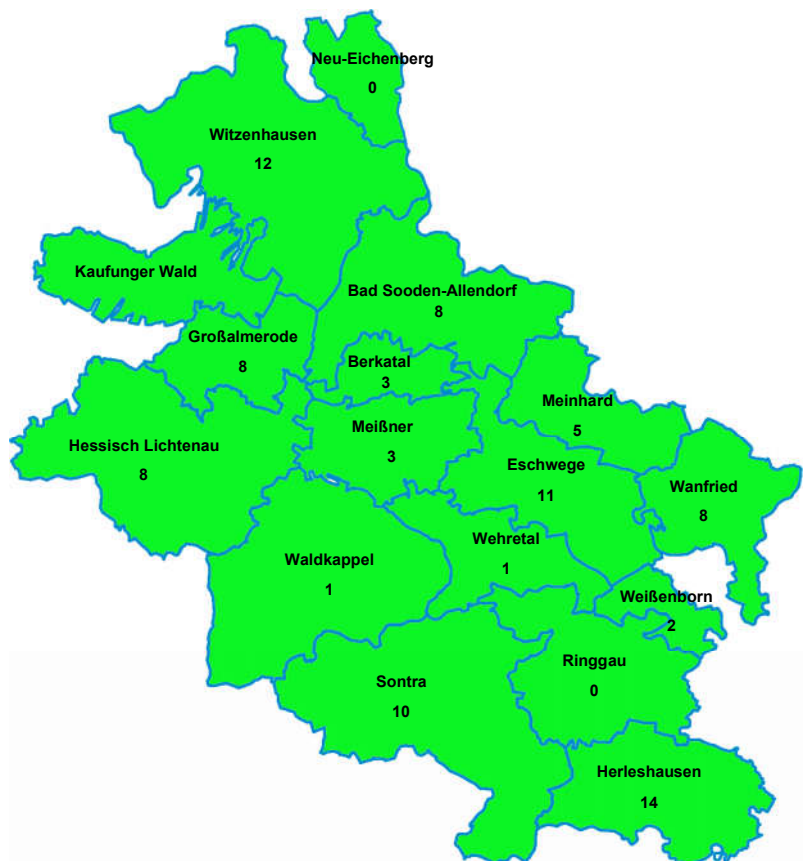 Neu-Eichenberg
0
Witzenhausen
12
Kaufunger Wald
Bad Sooden-Allendorf
8
Großalmerode
8
Berkatal
3
Meinhard
5
Meißner
3
Hessisch Lichtenau
8
Eschwege
11
Wanfried
8
Wehretal
1
Waldkappel
1
Weißenborn
2
Ringgau
0
Sontra
10
Herleshausen
14